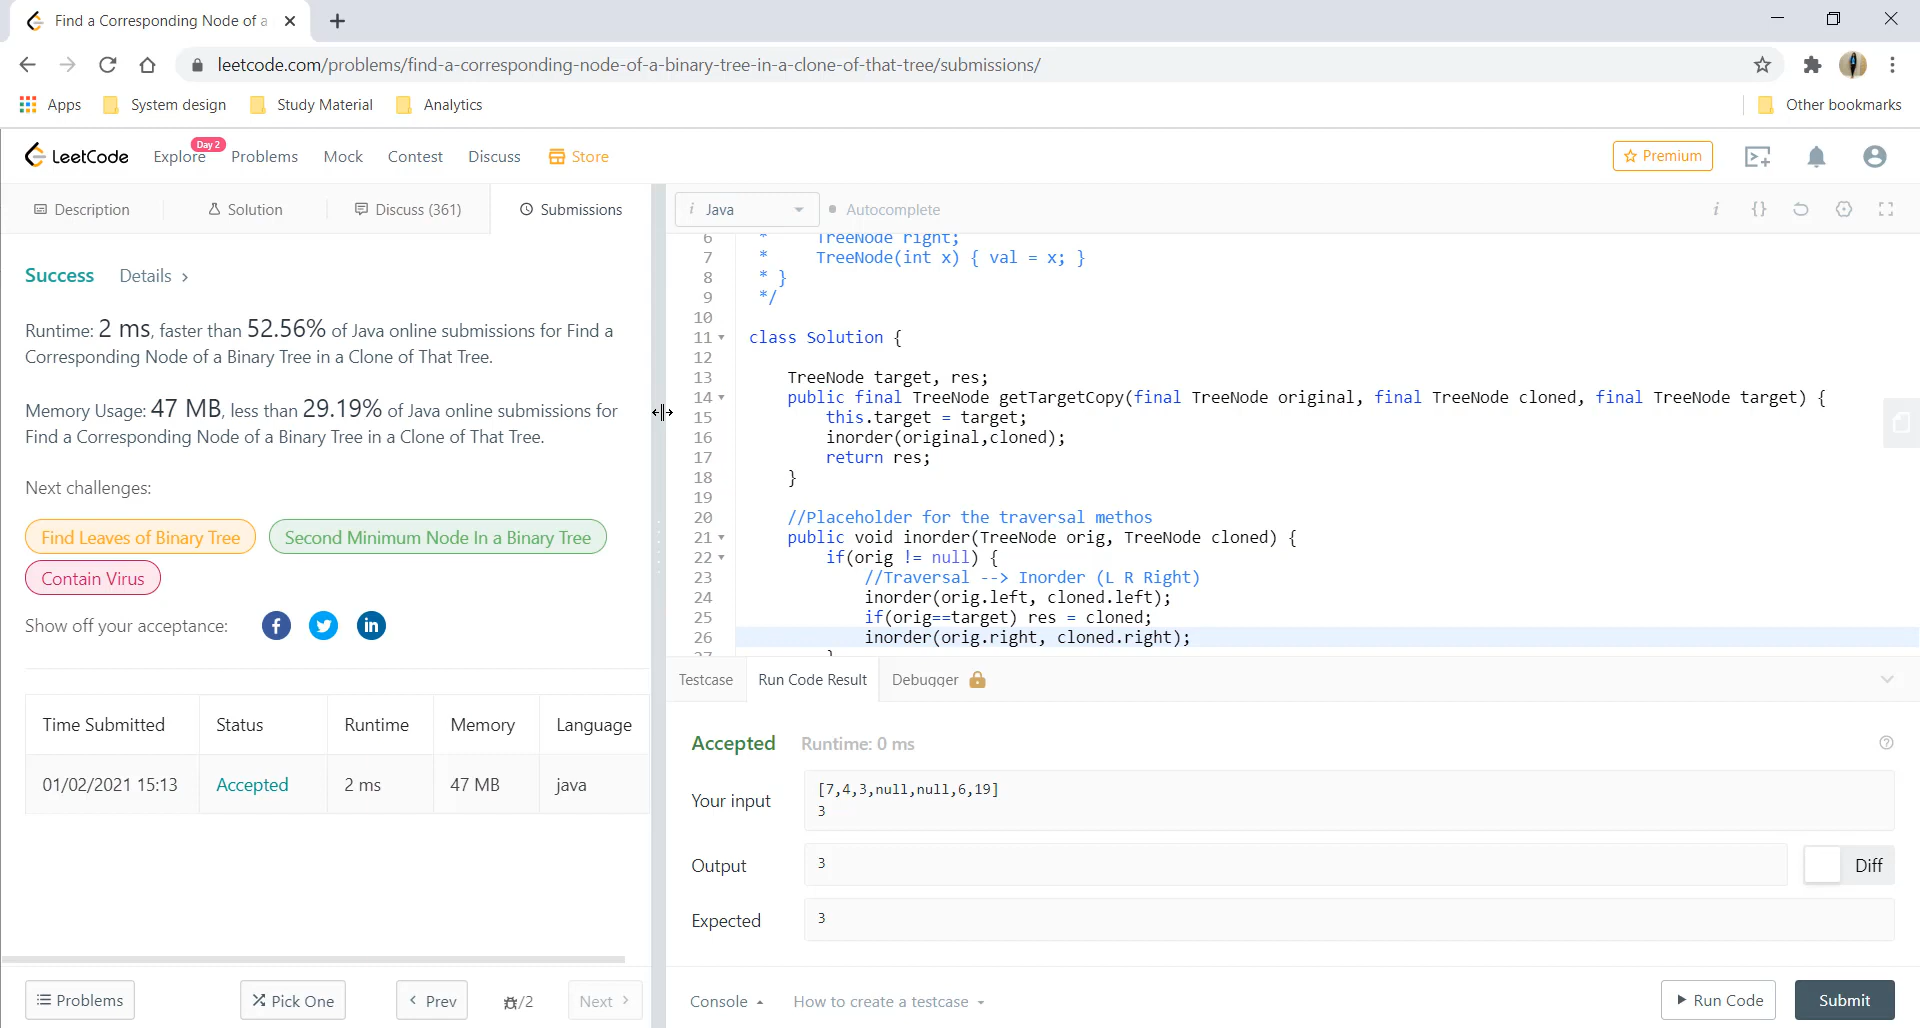 Find a Corresponding Node of a
leetcode.com/problems/find-a-corresponding-node-of-a-binary-tree-in-a-clone-of-that-tree/submissions/
Apps System design Study Material Analytics Other bookmarks
LeetCode Explore Day 2 Problems Mock Contest Discuss Store Premium
Description Solution Discuss (361) Submissions
i Java Autocomplete
Success Details >
Runtime: 2 ms, faster than 52.56% of Java online submissions for Find a
Corresponding Node of a Binary Tree in a Clone of That Tree.
Memory Usage: 47 MB, less than 29.19% of Java online submissions for
Find a Corresponding Node of a Binary Tree in a Clone of That Tree.
Next challenges:
Find Leaves of Binary Tree Second Minimum Node In a Binary Tree
Contain Virus
Show off your acceptance:
Time Submitted Status Runtime Memory Language
01/02/2021 15:13 Accepted 2 ms 47 MB java
Problems Pick One < Prev /2 Next >
6 * TreeNode right;
7 * TreeNode(int x) { val = x; }
8 * }
9 */
10
11 class Solution {
12
13 TreeNode target, res;
14 public final TreeNode getTargetCopy(final TreeNode original, final TreeNode cloned, final TreeNode target) {
15 this.target = target;
16 inorder(original,cloned);
17 return res;
18 }
19
20 //Placeholder for the traversal methos
21 public void inorder(TreeNode orig, TreeNode cloned) {
22 if(orig != null) {
23 //Traversal --> Inorder (L R Right)
24 inorder(orig.left, cloned.left);
25 if(orig==target) res = cloned;
26 inorder(orig.right, cloned.right);
27 }
Testcase Run Code Result Debugger
Accepted Runtime: 0 ms
Your input
[7,4,3,null,null,6,19]
3
Output 3 Diff
Expected 3
Console How to create a testcase Run Code Submit